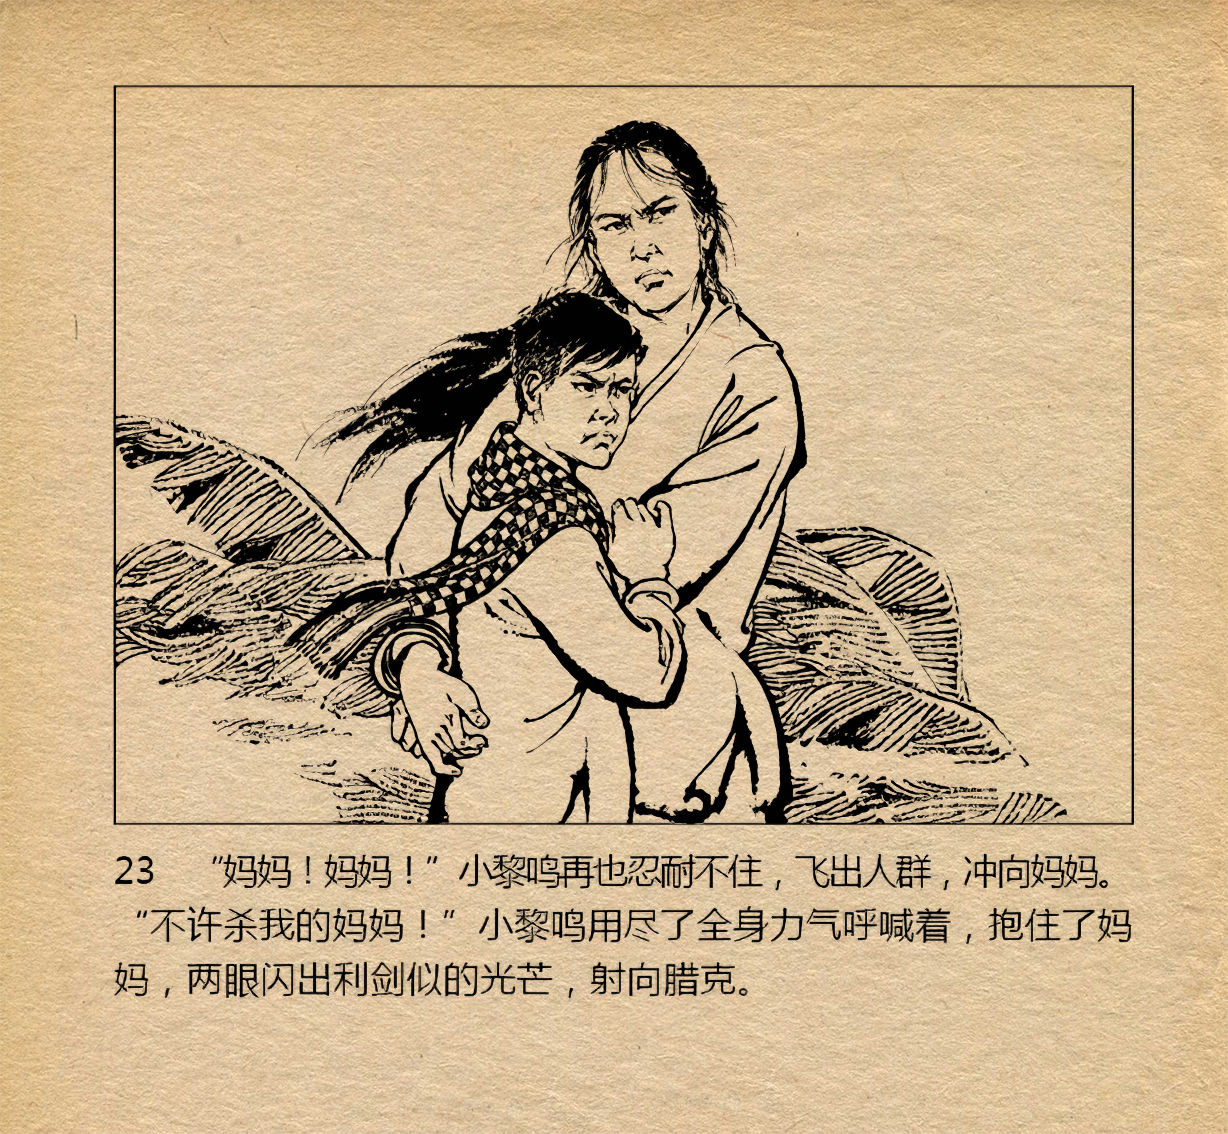 23 “妈妈！妈妈！”小黎鸣再也忍耐不住，飞出人群，冲向妈妈。
“不许杀我的妈妈！”小黎鸣用尽了全身力气呼喊着，抱住了妈
妈，两眼闪出利剑似的光芒，射向腊克。